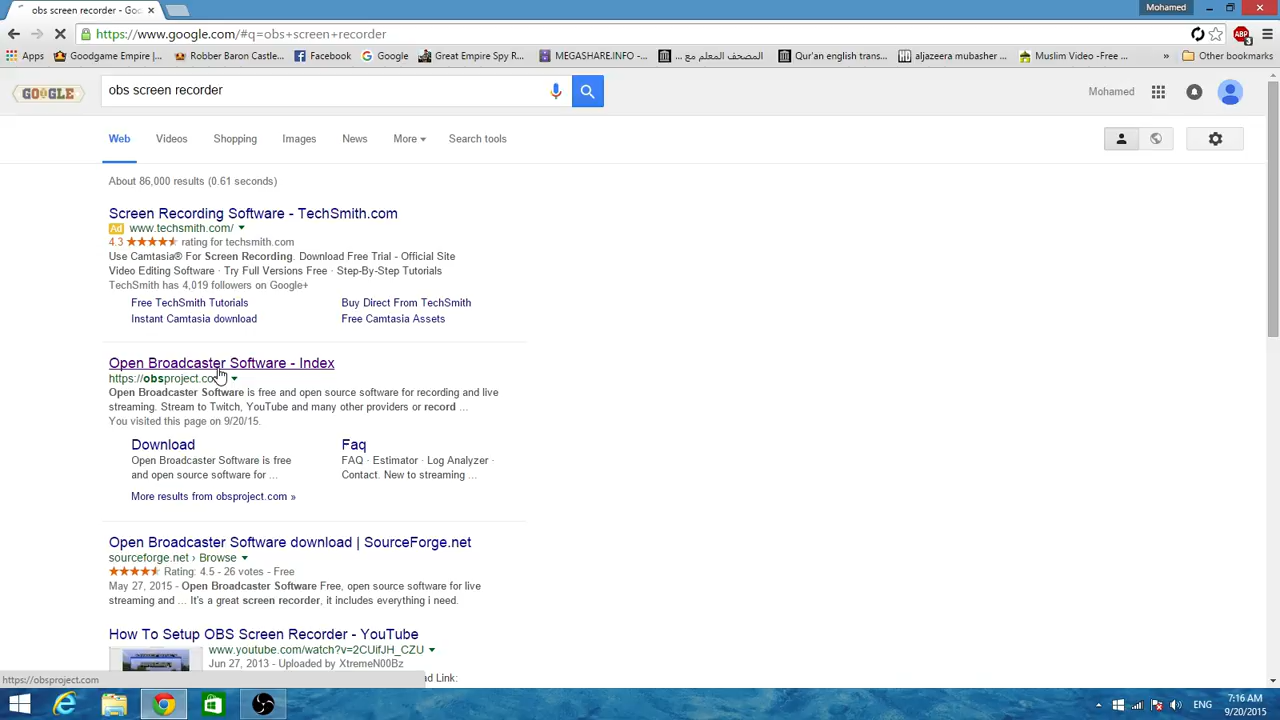 obs screen recorder - Goo
Mohamed
https://www.google.com/#q=obs+screen+recorder
ABP
3
Apps
Goodgame Empire |...
Robber Baron Castle...
Facebook
Google
Great Empire Spy R...
MEGASHARE.INFO -...
المصحف المعلم مع ...
Qur'an english trans...
aljazeera mubasher ...
Muslim Video -Free ...
»
Other bookmarks
GOOGLE
obs screen recorder
Mohamed
Web Videos Shopping Images News More Search tools
About 86,000 results (0.61 seconds)
Screen Recording Software - TechSmith.com
Ad www.techsmith.com/
4.3 rating for techsmith.com
Use Camtasia® For Screen Recording. Download Free Trial - Official Site
Video Editing Software · Try Full Versions Free · Step-By-Step Tutorials
TechSmith has 4,019 followers on Google+
Free TechSmith Tutorials Buy Direct From TechSmith
Instant Camtasia download Free Camtasia Assets
Open Broadcaster Software - Index
https://obsproject.co
Open Broadcaster Software is free and open source software for recording and live
streaming. Stream to Twitch, YouTube and many other providers or record ...
You visited this page on 9/20/15.
Download
Open Broadcaster Software is free
and open source software for ...
Faq
FAQ · Estimator · Log Analyzer ·
Contact. New to streaming ...
More results from obsproject.com »
Open Broadcaster Software download | SourceForge.net
sourceforge.net › Browse
Rating: 4.5 - 26 votes - Free
May 27, 2015 - Open Broadcaster Software Free, open source software for live
streaming and ... It's a great screen recorder, it includes everything i need.
How To Setup OBS Screen Recorder - YouTube
www.youtube.com/watch?v=2CUifJH_CZU
Jun 27, 2013 - Uploaded by XtremeN00Bz
ad Link:
https://obsproject.com
ENG
7:16 AM
9/20/2015